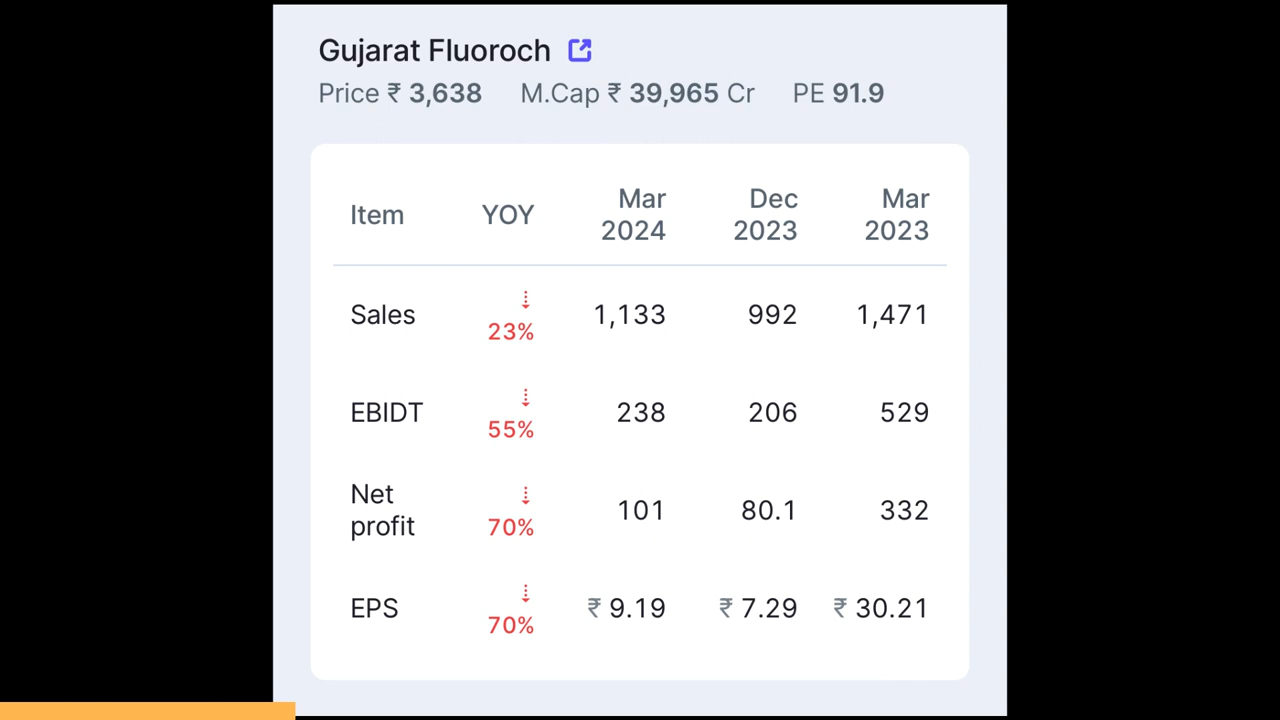 Gujarat Fluoroch
Price ₹ 3,638 M.Cap ₹ 39,965 Cr PE 91.9
Item YOY Mar 2024 Dec 2023 Mar 2023
Sales ⇣ 23% 1,133 992 1,471
EBIDT ⇣ 55% 238 206 529
Net profit ⇣ 70% 101 80.1 332
EPS ⇣ 70% ₹ 9.19 ₹ 7.29 ₹ 30.21